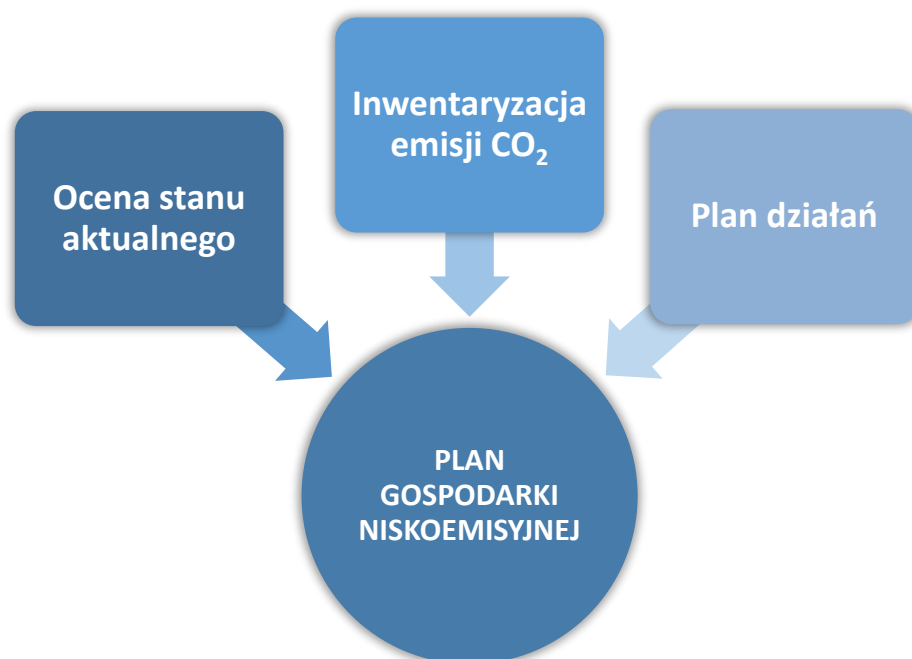 Ocena stanu
aktualnego
Inwentaryzacja
emisji CO₂
Plan działań
PLAN
GOSPODARKI
NISKOEMISYJNEJ